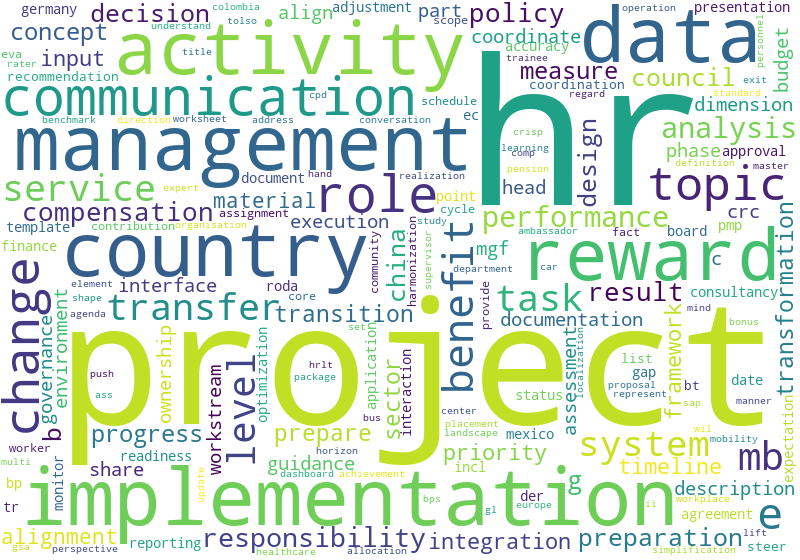 germany
colombia
tolso
adjustment
part
operation
presentation
decision
align
policy
scope
understand
concept
title
coordinate
eva
rater
input
accuracy
trainee
personnel
budget
activity
data
recommendation
cpd
measure
coordination
regard
exit
council
standard
communication
schedule
benchmark
direction
worksheet
address
conversation
ec
dimension
crisp
learning
hr
management
design
analysis
phase
approval
comp
pension
definition
master
expert
document
hand
realization
service
role
topic
material
point
head
contribution
organisation
compensation
assignment
execution
cycle
performance
crc
template
study
ambassador
fact
board
pmp
finance
country
community
china
harmonization
supervisor
mgf
department
car
provide
reward
c
transformation
element
interface
roda
benefit
shape
core
task
result
consultancy
agenda
transfer
transition
set
documentation
mind
change
governance
environment
ownership
optimization
application
interaction
sector
project
framework
bonus
push
hrlt
package
list
proposal
date
status
assessment
localization
gap
represent
bt
manner
ass
bus
b
progress
workstream
level
center
placement
landscape
mexico
sap
worker
prepare
system
wil
mobility
expectation
readiness
horizon
priority
timeline
mb
multi
share
guidance
dashboard
achievement
incl
monitor
bp
update
implementation
bps
gl
europe
der
g
ii
workplace
description
tr
agreement
e
alignment
responsibility
integration
preparation
gsa
perspective
reporting
healthcare
allocation
simplification
lift
steer